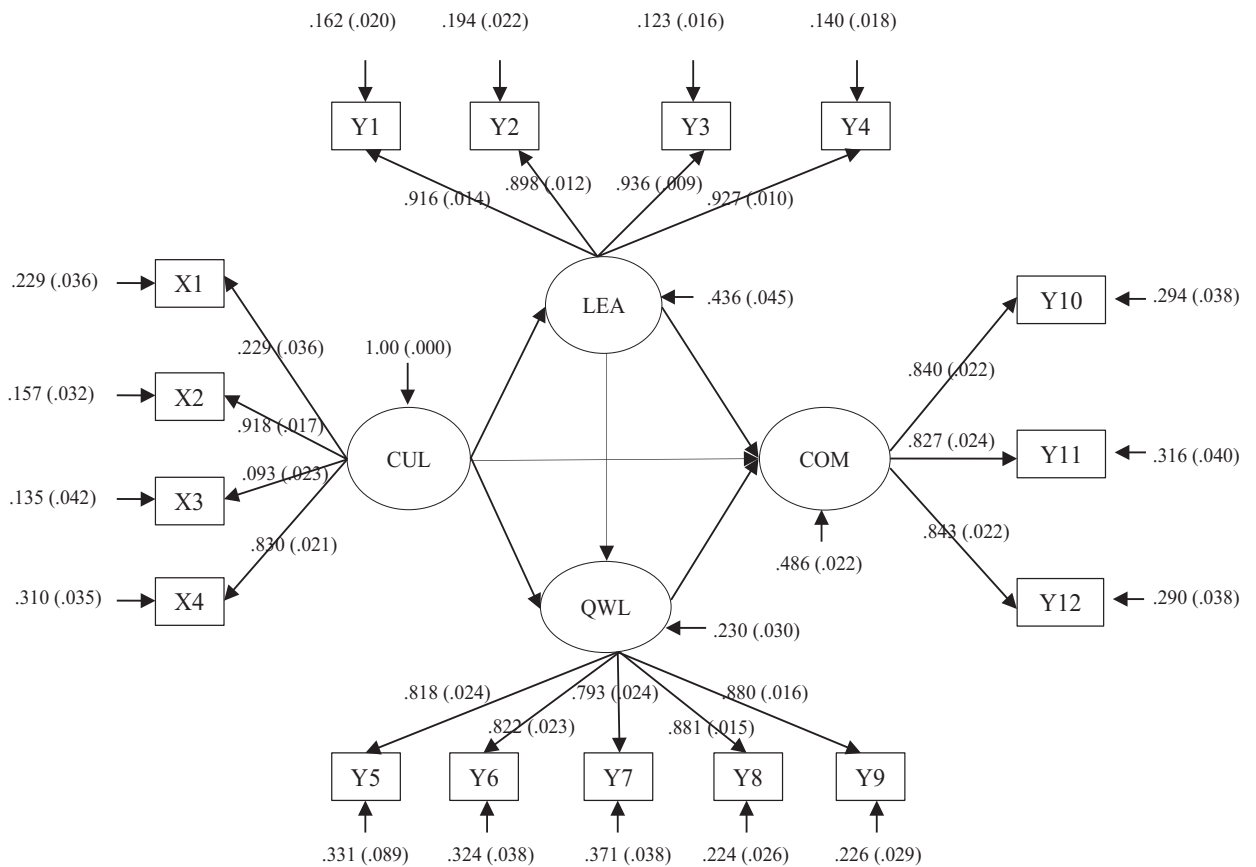 .162 (.020) .194 (.022) .123 (.016) .140 (.018)
Y1 Y2 Y3 Y4
.916 (.014) .898 (.012) .936 (.009) .927 (.010)
.229 (.036) X1
LEA .436 (.045)
Y10 .294 (.038)
.229 (.036) 1.00 (.000)
.840 (.022)
.157 (.032) X2
.918 (.017)
.827 (.024)
CUL COM Y11 .316 (.040)
.093 (.023)
.135 (.042) X3
.830 (.021) .843 (.022)
.486 (.022)
.310 (.035) X4
QWL .230 (.030)
Y12 .290 (.038)
.818 (.024) .793 (.024) .880 (.016)
.822 (.023) .881 (.015)
Y5 Y6 Y7 Y8 Y9
.331 (.089) .324 (.038) .371 (.038) .224 (.026) .226 (.029)